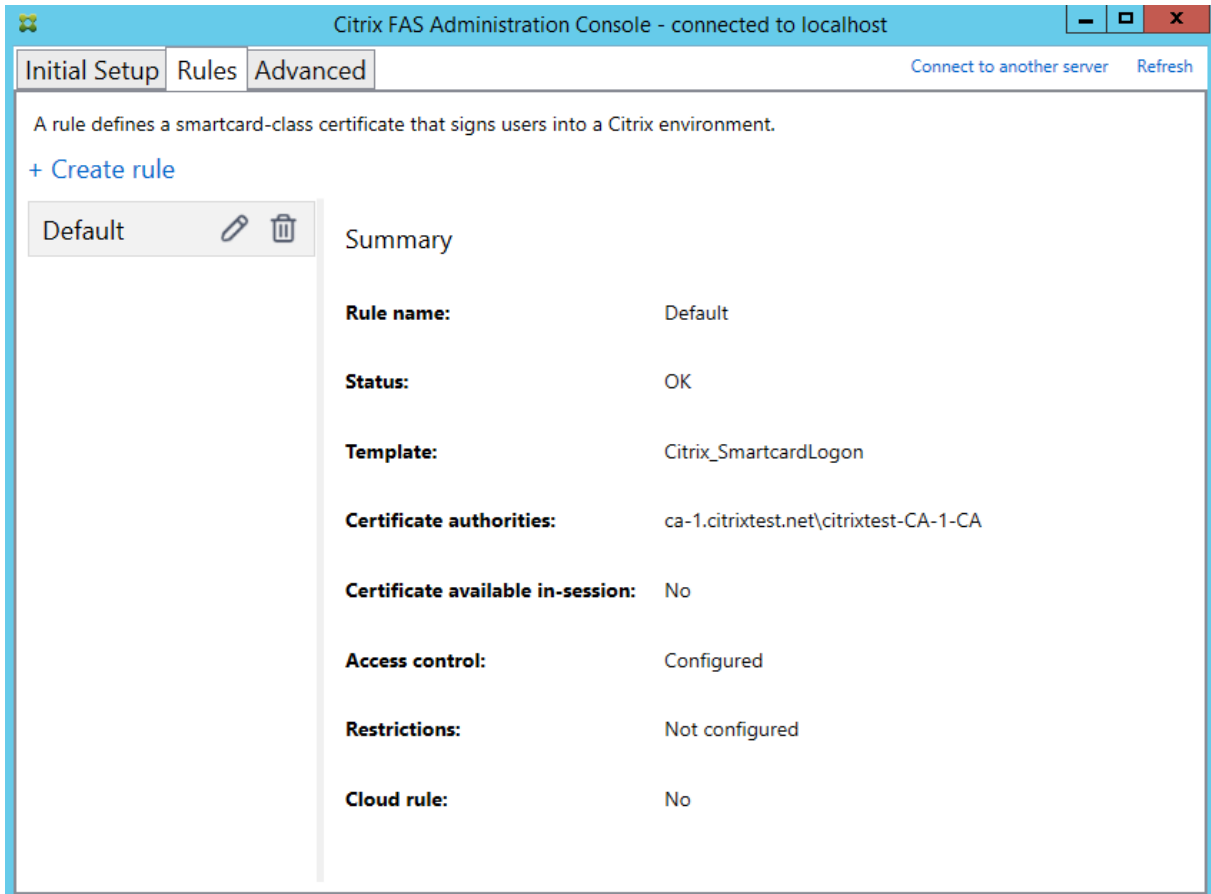 Citrix FAS Administration Console - connected to localhost
Initial Setup Rules Advanced Connect to another server Refresh
A rule defines a smartcard-class certificate that signs users into a Citrix environment.
+ Create rule
Default
Summary
Rule name: Default
Status: OK
Template: Citrix_SmartcardLogon
Certificate authorities: ca-1.citrixtest.net\citrixtest-CA-1-CA
Certificate available in-session: No
Access control: Configured
Restrictions: Not configured
Cloud rule: No